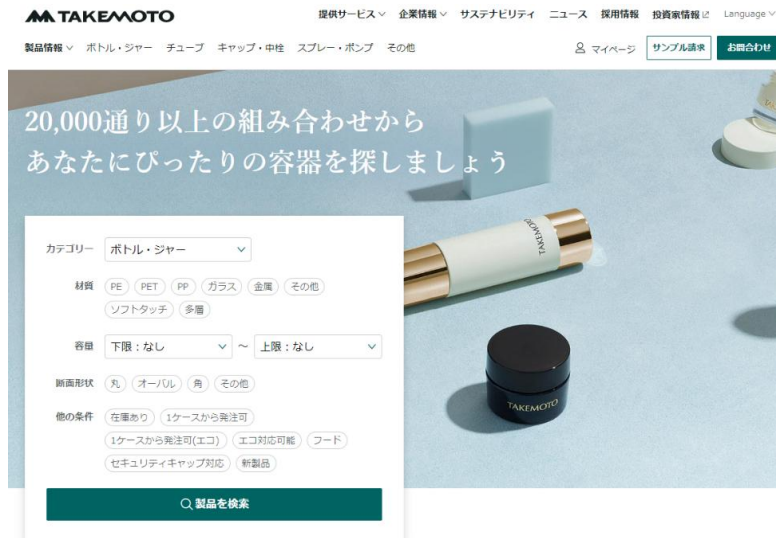 TAKEMOTO
提供サービス 企業情報 サステナビリティ ニュース 採用情報 投資家情報 Language
製品情報 ボトル・ジャー チューブ キャップ・中栓 スプレー・ポンプ その他
マイページ サンプル請求 お問合わせ
20,000通り以上の組み合わせから
あなたにぴったりの容器を探しましょう
カテゴリー ボトル・ジャー
材質 PE PET PP ガラス 金属 その他
ソフトタッチ 多層
容量 下限：なし ～ 上限：なし
断面形状 丸 オーバル 角 その他
他の条件 在庫あり 1ケースから発注可
1ケースから発注可(エコ) エコ対応可能 フード
セキュリティキャップ対応 新製品
製品を検索
TAKEMOTO
TAKEMOTO